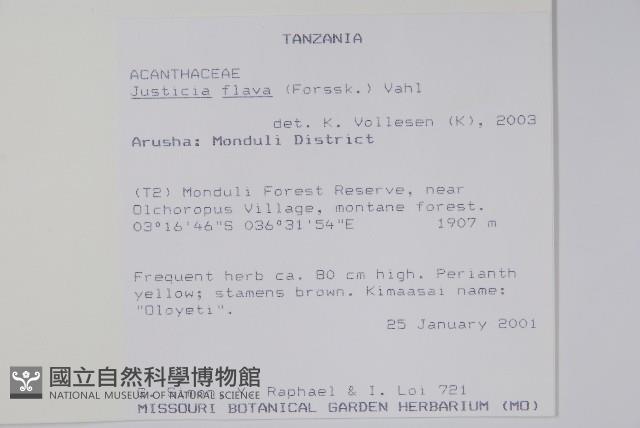 TANZANIA
ACANTHACEAE
Justicia flava (Forssk.) Vahl
det. K. Vollesen (K), 2003
Arusha: Monduli District
(T2) Monduli Forest Reserve, near
Olchoropus Village, montane forest.
03°16'46"S 036°31'54"E 1907 m
Frequent herb ca. 80 cm high. Perianth
yellow; stamens brown. Kimaasai name:
"Oloyeti".
25 January 2001
Raphael & I. Loi 721
MISSOURI BOTANICAL GARDEN HERBARIUM (MO)
國立自然科學博物館
NATIONAL MUSEUM OF NATURAL SCIENCE